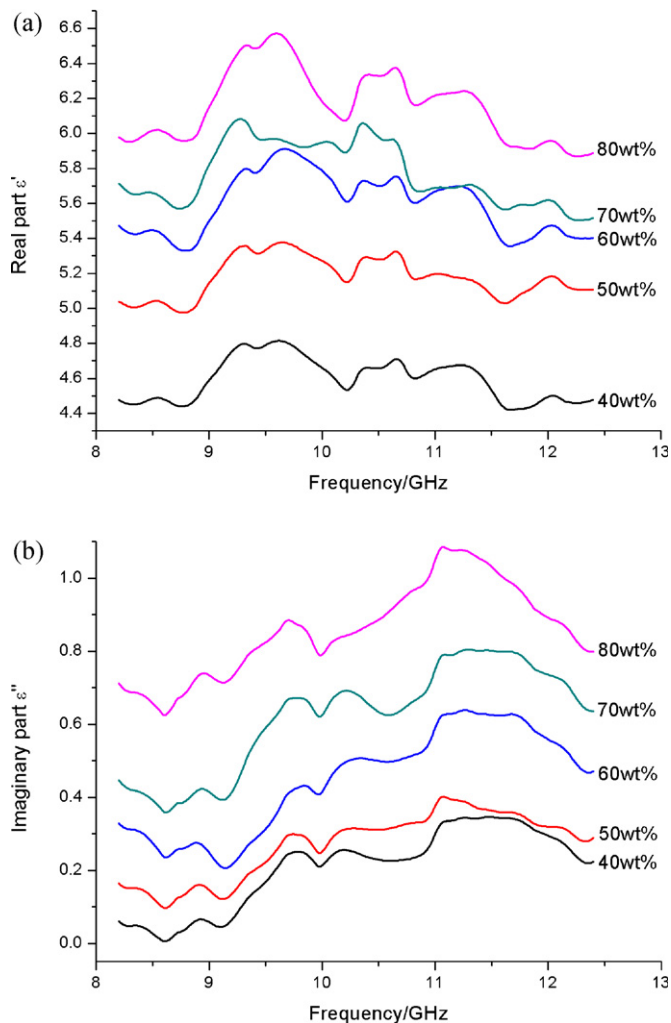 (a)
6.6
6.4
6.2
6.0
5.8
5.6
5.4
5.2
5.0
4.8
4.6
4.4
Real part ε'
80wt%
70wt%
60wt%
50wt%
40wt%
8 9 10 11 12 13
Frequency/GHz
(b)
1.0
0.8
0.6
0.4
0.2
0.0
Imaginary part ε"
80wt%
70wt%
60wt%
50wt%
40wt%
8 9 10 11 12 13
Frequency/GHz